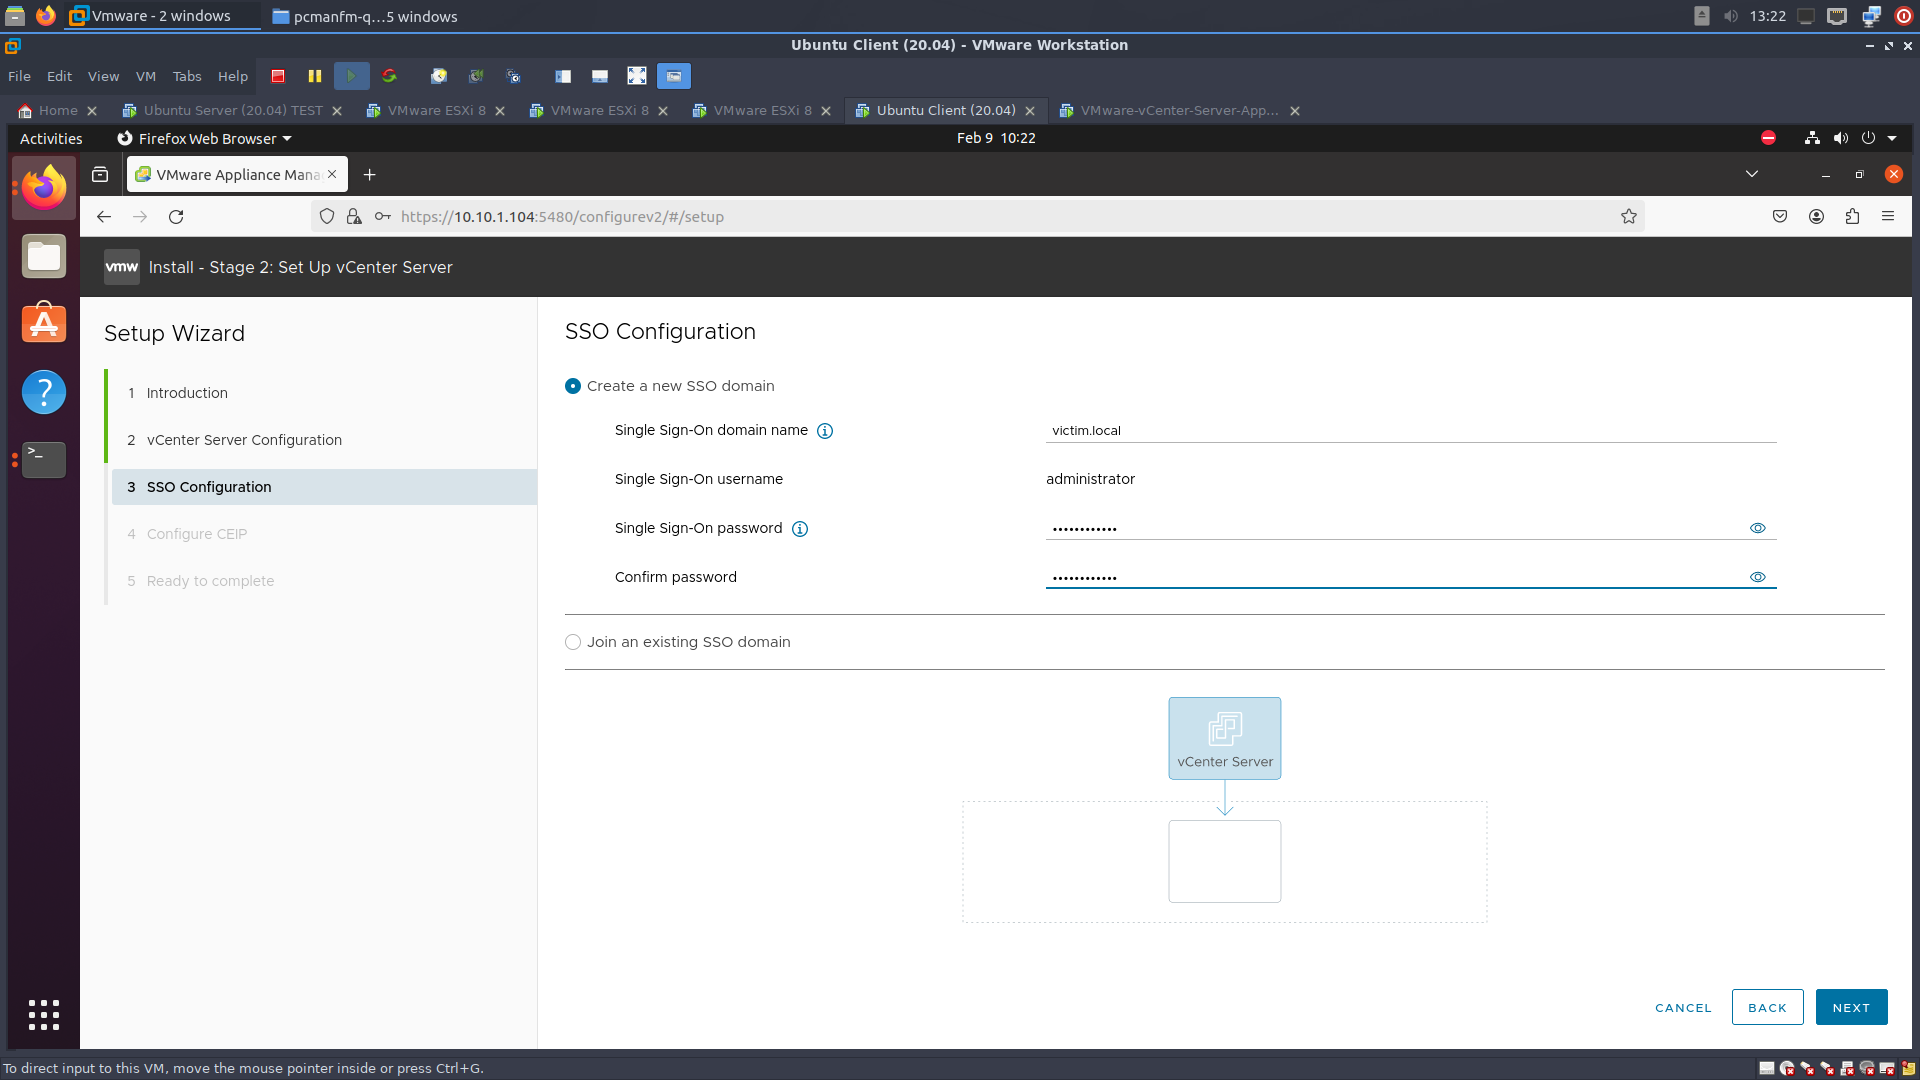 Vmware - 2 windows
pcmanfm-q...5 windows
13:22
Ubuntu Client (20.04) - VMware Workstation
File Edit View VM Tabs Help
Home
Ubuntu Server (20.04) TEST
VMware ESXi 8
VMware ESXi 8
VMware ESXi 8
Ubuntu Client (20.04)
VMware-vCenter-Server-App...
Activities
Firefox Web Browser
Feb 9 10:22
VMware Appliance Mana
https://10.10.1.104:5480/configurev2/#/setup
vmw
Install - Stage 2: Set Up vCenter Server
Setup Wizard
1 Introduction
2 vCenter Server Configuration
3 SSO Configuration
4 Configure CEIP
5 Ready to complete
SSO Configuration
Create a new SSO domain
Single Sign-On domain name
victim.local
Single Sign-On username
administrator
Single Sign-On password
••••••••••••
Confirm password
••••••••••••
Join an existing SSO domain
vCenter Server
CANCEL
BACK
NEXT
To direct input to this VM, move the mouse pointer inside or press Ctrl+G.